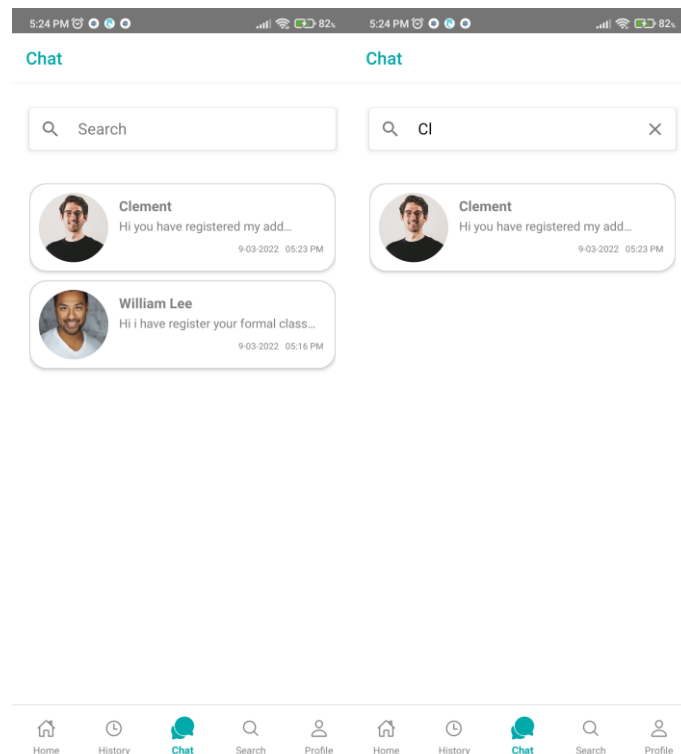 5:24 PM 82%
Chat
Search
Clement
Hi you have registered my add...
9-03-2022 05:23 PM
William Lee
Hi i have register your formal class...
9-03-2022 05:16 PM
Home History Chat Search Profile
5:24 PM 82%
Chat
Cl
Clement
Hi you have registered my add...
9-03-2022 05:23 PM
Home History Chat Search Profile